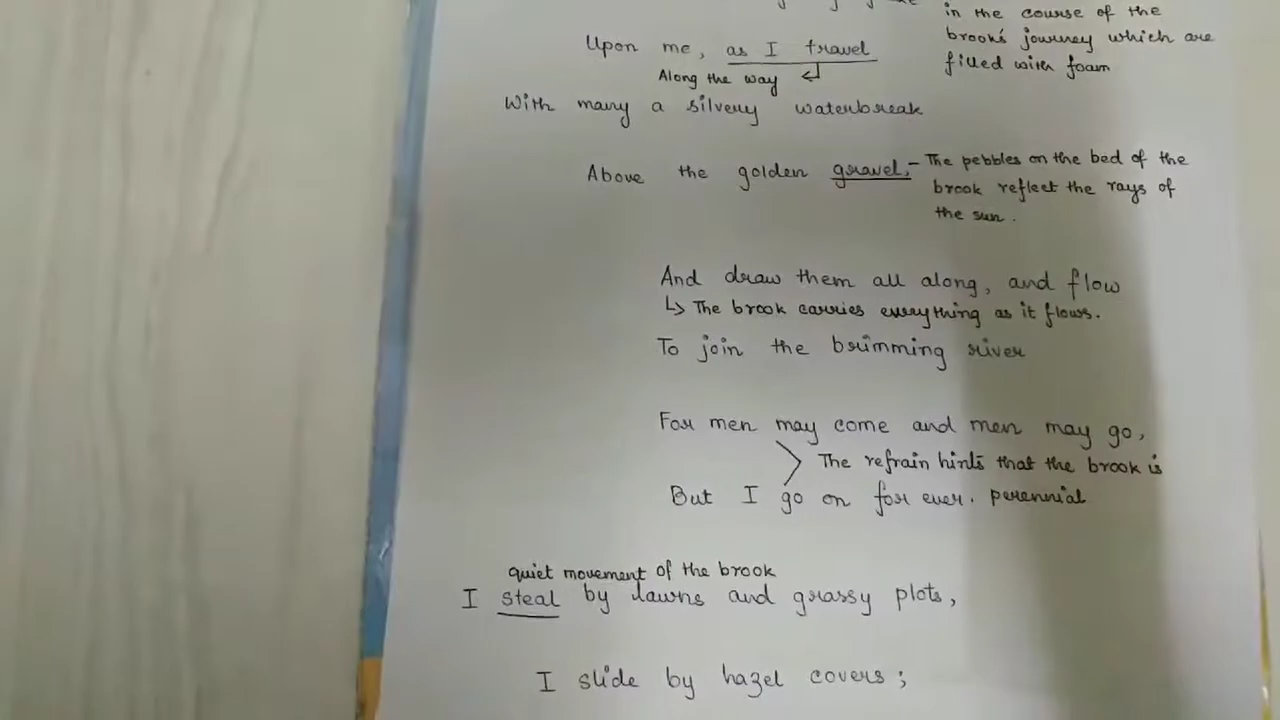 in the course of the
Upon me, as I travel
brook's journey which are
filled with foam
Along the way
With many a silvery waterbreak
Above the golden gravel, - The pebbles on the bed of the
brook reflect the rays of
the sun.
And draw them all along, and flow
↳ The brook carries everything as it flows.
To join the brimming river
For men may come and men may go,
The refrain hints that the brook is
But I go on for ever. perennial
quiet movement of the brook
I steal by lawns and grassy plots,
I slide by hazel covers;